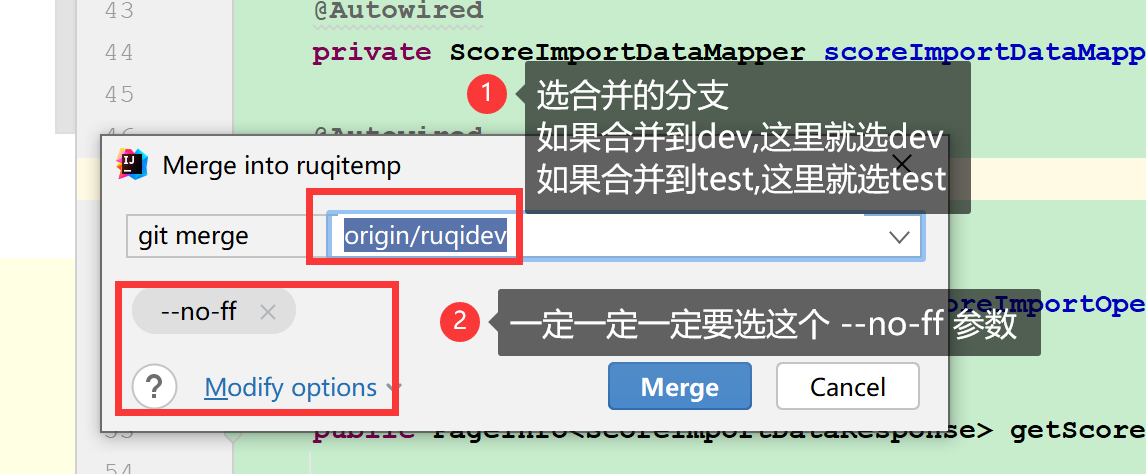 43
@Autowired
44
private ScoreImportDataMapper scoreImportDataMapp
45
1
选合并的分支
如果合并到dev,这里就选dev
如果合并到test,这里就选test
@Autowired
IJ
Merge into ruqitemp
git merge
origin/ruqidev
--no-ff
2
一定一定一定要选这个 --no-ff 参数
oreImportOpe
?
Modify options
Merge
Cancel
public PageInfo<ScoreImportDataResponse> getScore
54